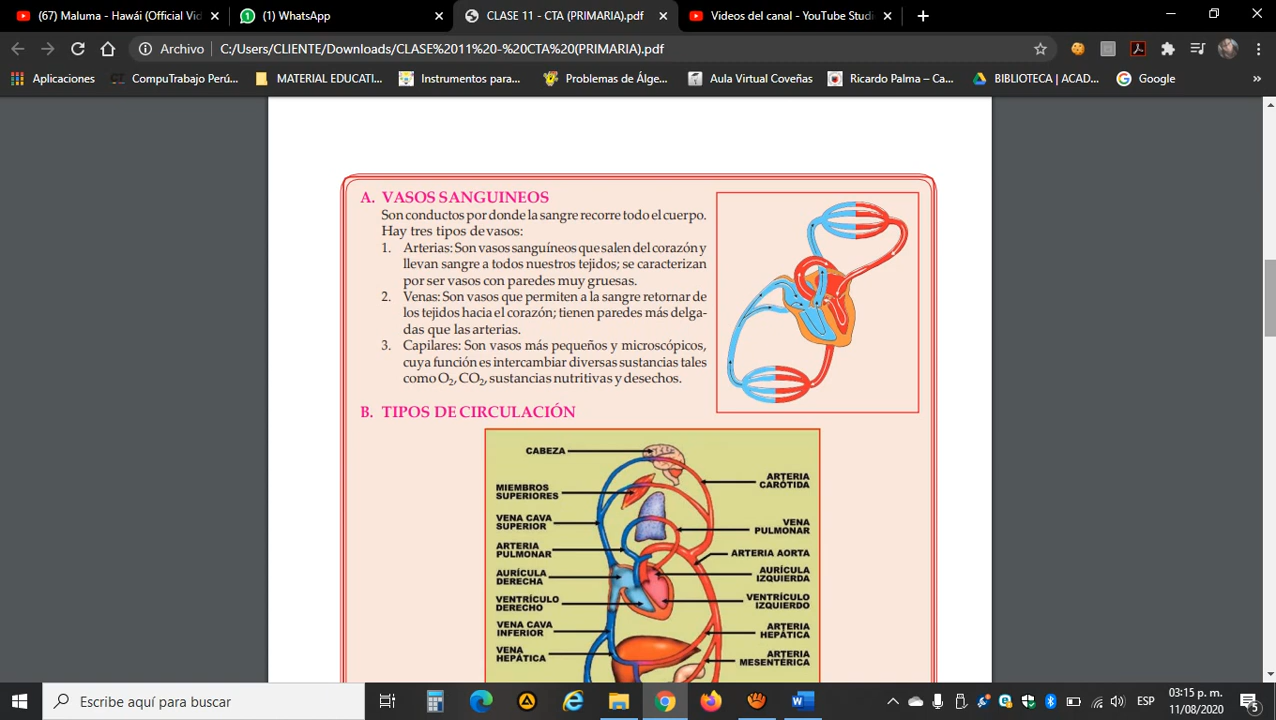 (67) Maluma - Hawái (Official Vid
(1) WhatsApp
CLASE 11 - CTA (PRIMARIA).pdf
Videos del canal - YouTube Studi
Archivo
C:/Users/CLIENTE/Downloads/CLASE%2011%20-%20CTA%20(PRIMARIA).pdf
Aplicaciones
CompuTrabajo Perú...
MATERIAL EDUCATI...
Instrumentos para...
Problemas de Álge...
Aula Virtual Coveñas
Ricardo Palma – Ca...
BIBLIOTECA | ACAD...
Google
»
A. VASOS SANGUINEOS
Son conductos por donde la sangre recorre todo el cuerpo.
Hay tres tipos de vasos:
1. Arterias: Son vasos sanguíneos que salen del corazón y
llevan sangre a todos nuestros tejidos; se caracterizan
por ser vasos con paredes muy gruesas.
2. Venas: Son vasos que permiten a la sangre retornar de
los tejidos hacia el corazón; tienen paredes más delga-
das que las arterias.
3. Capilares: Son vasos más pequeños y microscópicos,
cuya función es intercambiar diversas sustancias tales
como O₂, CO₂, sustancias nutritivas y desechos.
B. TIPOS DE CIRCULACIÓN
CABEZA
MIEMBROS
SUPERIORES
VENA CAVA
SUPERIOR
ARTERIA
PULMONAR
AURÍCULA
DERECHA
VENTRÍCULO
DERECHO
VENA CAVA
INFERIOR
VENA
HEPÁTICA
ARTERIA
CARÓTIDA
VENA
PULMONAR
ARTERIA AORTA
AURÍCULA
IZQUIERDA
VENTRÍCULO
IZQUIERDO
ARTERIA
HEPÁTICA
ARTERIA
MESENTÉRICA
Escribe aquí para buscar
ESP
03:15 p. m.
11/08/2020
5